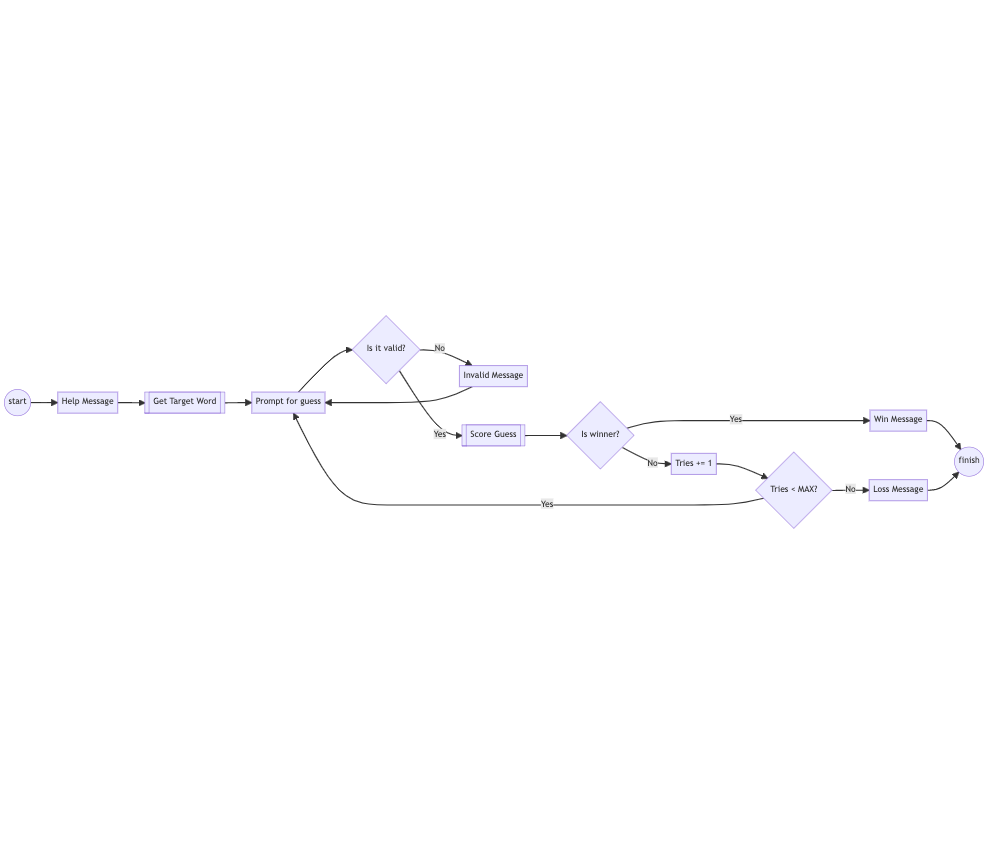 start
Help Message
Get Target Word
Prompt for guess
Is it valid?
No
Invalid Message
Yes
Score Guess
Is winner?
Yes
Win Message
No
Tries += 1
Tries < MAX?
No
Loss Message
Yes
finish